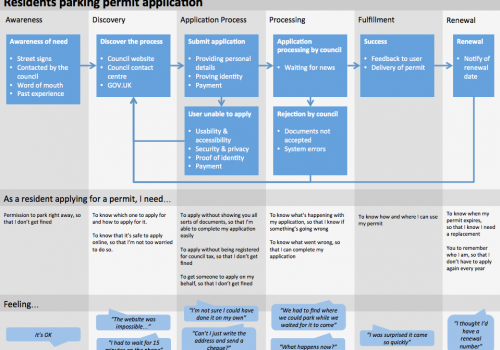 Residents parking permit application
Awareness
Discovery
Application Process
Processing
Fulfillment
Renewal
Awareness of need
• Street signs
• Contacted by the
council
• Word of mouth
• Past experience
Discover the process
• Council website
• Council contact
centre
• GOV.UK
Submit application
• Providing personal
details
• Proving identity
• Payment
Application
processing by council
• Waiting for news
Success
• Feedback to user
• Delivery of permit
Renewal
• Notify of
renewal
date
User unable to apply
• Usability &
accessibility
• Security & privacy
• Proof of identity
• Payment
Rejection by council
• Documents not
accepted
• System errors
As a resident applying for a permit, I need…
Permission to park right away, so
that I don't get fined
To know which one to apply for
and how to apply for it.
To know that it's safe to apply
online, so that I'm not too worried
to do so.
To apply without showing you all
sorts of documents, so that I'm
able to complete my application
easily
To apply without being registered
for council tax, so that I don't get
fined
To get someone to apply on my
behalf, so that I don't get fined
To know what's happening with
my application, so that I know if
something's going wrong
To know what went wrong, so
that I can complete my
application
To know how and where I can use
my permit
To know when my
permit expires,
so that I know I need
a replacement
You to remember
who I am, so that I
don't have to apply
again every year
Feeling…
It's OK
"The website was
impossible…"
"I had to wait for 15
minutes on the phone"
"I'm not sure I could have
done it on my own"
"Can't I just write the
address and send a
cheque?"
"We had to find where
we could park while we
waited for it to come"
"What happens now?"
"I was surprised it came
so quickly"
"I thought I'd
have a
renewal
number"